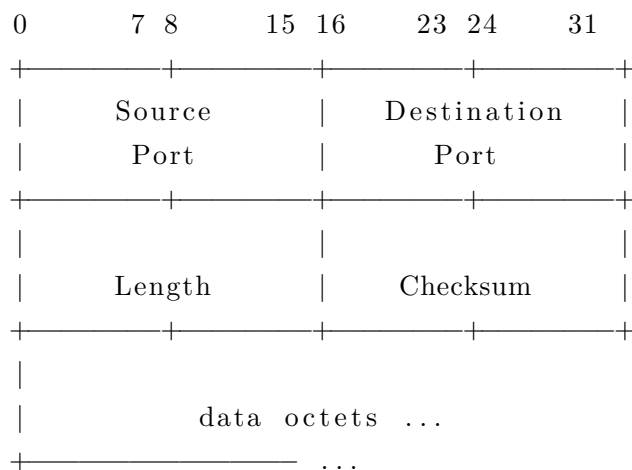 0 7 8 15 16 23 24 31
+--------+--------+--------+--------+
| Source | Destination |
| Port | Port |
+--------+--------+--------+--------+
| | |
| Length | Checksum |
+--------+--------+--------+--------+
|
| data octets ...
+---------------- ...